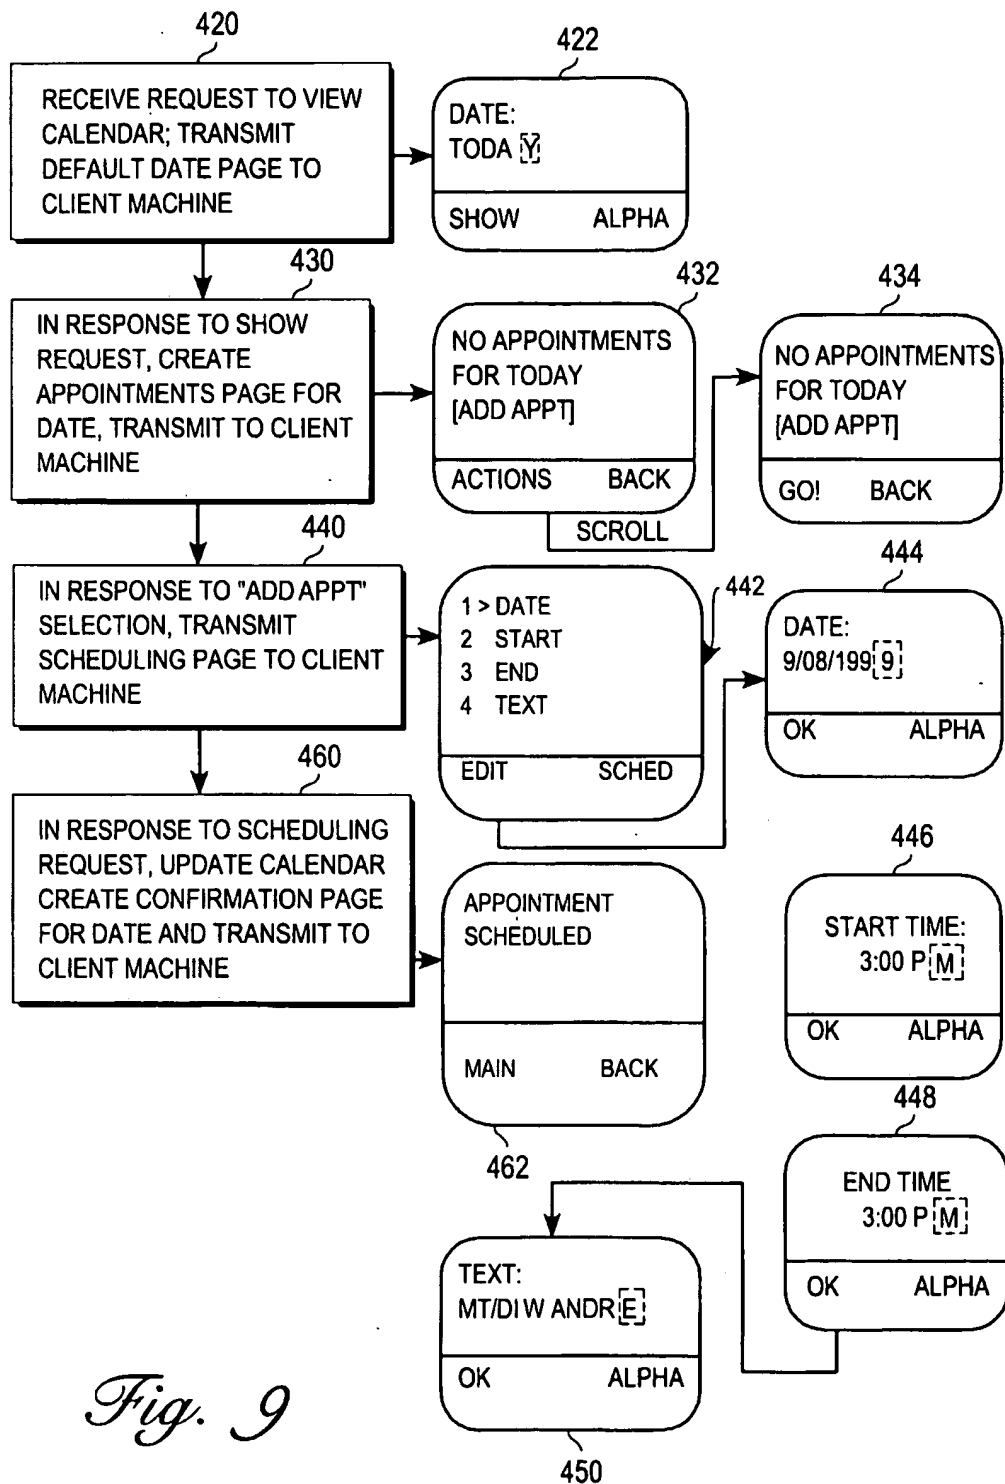 420
RECEIVE REQUEST TO VIEW
CALENDAR; TRANSMIT
DEFAULT DATE PAGE TO
CLIENT MACHINE
422
DATE:
TODA Y
SHOW ALPHA
430
IN RESPONSE TO SHOW
REQUEST, CREATE
APPOINTMENTS PAGE FOR
DATE, TRANSMIT TO CLIENT
MACHINE
432
NO APPOINTMENTS
FOR TODAY
[ADD APPT]
ACTIONS BACK
SCROLL
434
NO APPOINTMENTS
FOR TODAY
[ADD APPT]
GO! BACK
440
IN RESPONSE TO "ADD APPT"
SELECTION, TRANSMIT
SCHEDULING PAGE TO CLIENT
MACHINE
442
1 > DATE
2 START
3 END
4 TEXT
EDIT SCHED
444
DATE:
9/08/199 9
OK ALPHA
460
IN RESPONSE TO SCHEDULING
REQUEST, UPDATE CALENDAR
CREATE CONFIRMATION PAGE
FOR DATE AND TRANSMIT TO
CLIENT MACHINE
APPOINTMENT
SCHEDULED
MAIN BACK
462
446
START TIME:
3:00 P M
OK ALPHA
448
END TIME
3:00 P M
OK ALPHA
TEXT:
MT/DI W ANDR E
OK ALPHA
450
Fig. 9